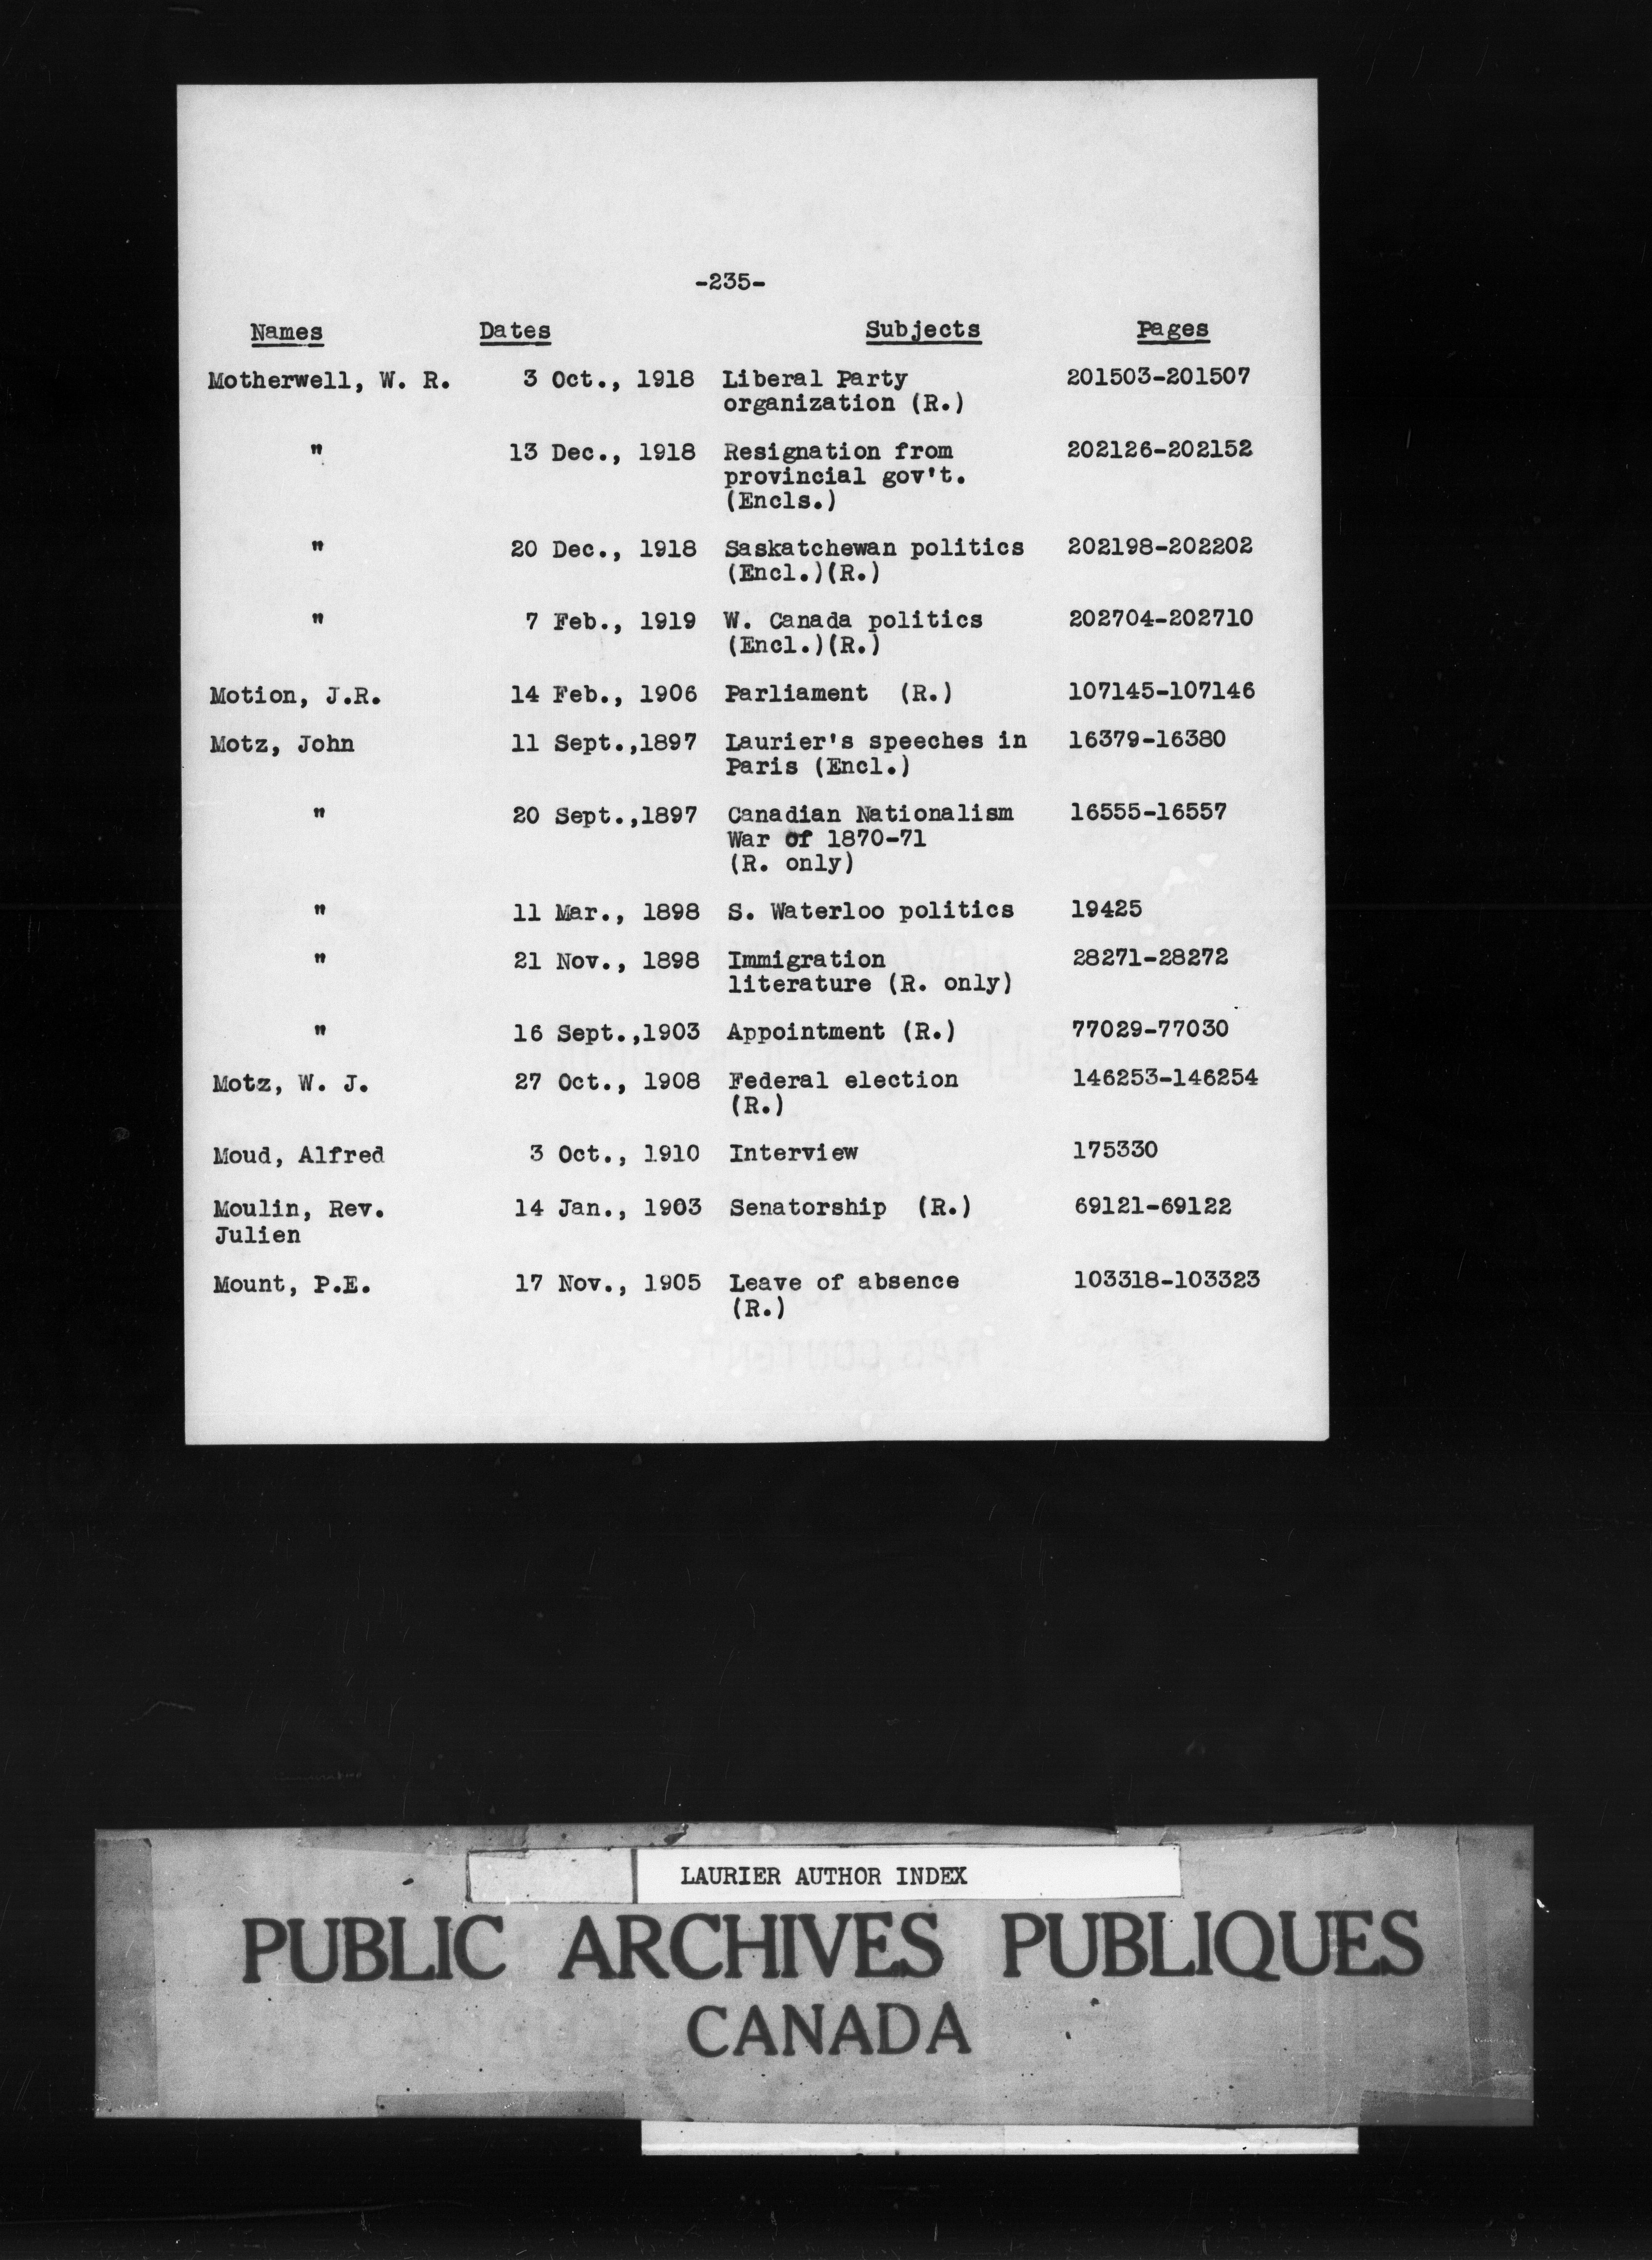 -235-
Names Dates Subjects Pages
Motherwell, W. R. 3 Oct., 1918 Liberal Party 201503-201507
organization (R.)
" 13 Dec., 1918 Resignation from 202126-202152
provincial gov't.
(Encls.)
" 20 Dec., 1918 Saskatchewan politics 202198-202202
(Encl.)(R.)
" 7 Feb., 1919 W. Canada politics 202704-202710
(Encl.)(R.)
Motion, J.R. 14 Feb., 1906 Parliament (R.) 107145-107146
Motz, John 11 Sept.,1897 Laurier's speeches in 16379-16380
Paris (Encl.)
" 20 Sept.,1897 Canadian Nationalism 16555-16557
War of 1870-71
(R. only)
" 11 Mar., 1898 S. Waterloo politics 19425
" 21 Nov., 1898 Immigration 28271-28272
literature (R. only)
" 16 Sept.,1903 Appointment (R.) 77029-77030
Motz, W. J. 27 Oct., 1908 Federal election 146253-146254
(R.)
Moud, Alfred 3 Oct., 1910 Interview 175330
Moulin, Rev. 14 Jan., 1903 Senatorship (R.) 69121-69122
Julien
Mount, P.E. 17 Nov., 1905 Leave of absence 103318-103323
(R.)
LAURIER AUTHOR INDEX
PUBLIC ARCHIVES PUBLIQUES
CANADA